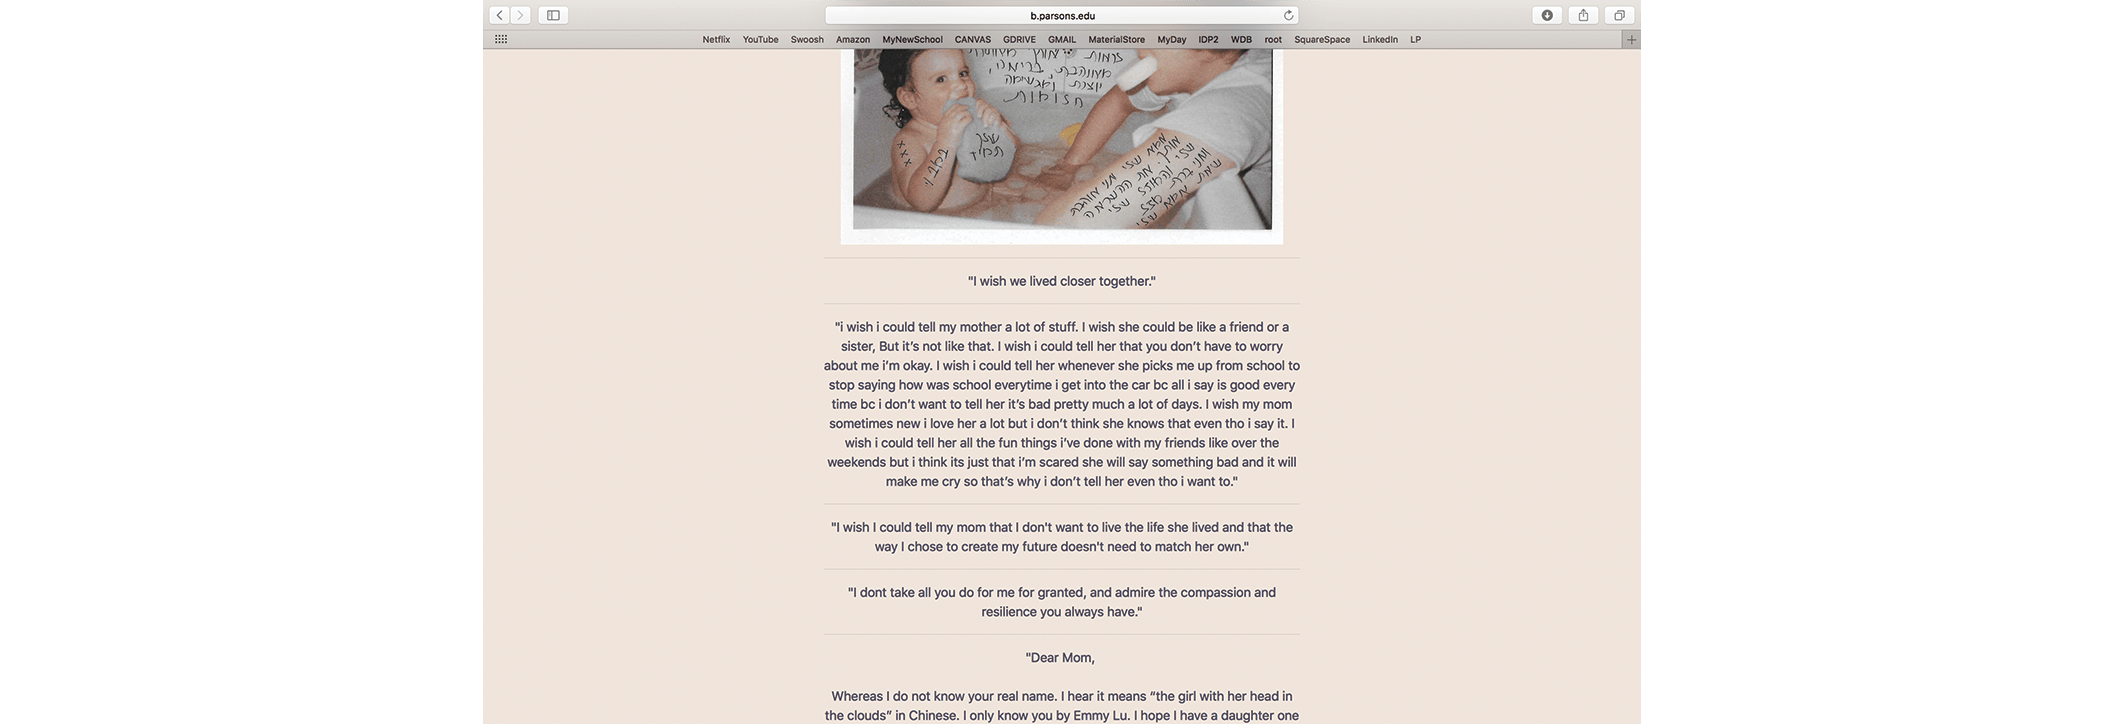 b.parsons.edu
Netflix YouTube Swoosh Amazon MyNewSchool CANVAS GDRIVE GMAIL MaterialStore MyDay IDP2 WDB root SquareSpace LinkedIn LP
יוצרת ומגשימה
חלומות
xxx
שלך
תמיד
"I wish we lived closer together."
"i wish i could tell my mother a lot of stuff. I wish she could be like a friend or a
sister, But it’s not like that. I wish i could tell her that you don’t have to worry
about me i’m okay. I wish i could tell her whenever she picks me up from school to
stop saying how was school everytime i get into the car bc all i say is good every
time bc i don’t want to tell her it’s bad pretty much a lot of days. I wish my mom
sometimes new i love her a lot but i don’t think she knows that even tho i say it. I
wish i could tell her all the fun things i’ve done with my friends like over the
weekends but i think its just that i’m scared she will say something bad and it will
make me cry so that’s why i don’t tell her even tho i want to."
"I wish I could tell my mom that I don't want to live the life she lived and that the
way I chose to create my future doesn't need to match her own."
"I dont take all you do for me for granted, and admire the compassion and
resilience you always have."
"Dear Mom,
Whereas I do not know your real name. I hear it means “the girl with her head in
the clouds” in Chinese. I only know you by Emmy Lu. I hope I have a daughter one